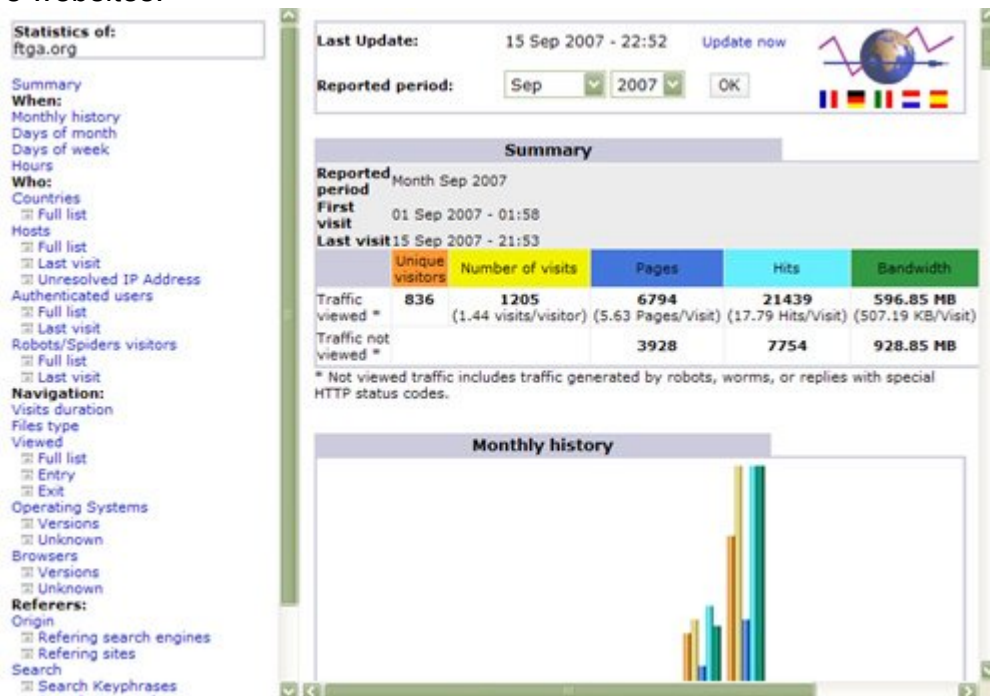 Statistics of:
ftga.org
Summary
When:
Monthly history
Days of month
Days of week
Hours
Who:
Countries
Full list
Hosts
Full list
Last visit
Unresolved IP Address
Authenticated users
Full list
Last visit
Robots/Spiders visitors
Full list
Last visit
Navigation:
Visits duration
Files type
Viewed
Full list
Entry
Exit
Operating Systems
Versions
Unknown
Browsers
Versions
Unknown
Referers:
Origin
Refering search engines
Refering sites
Search
Search Keyphrases
Last Update: 15 Sep 2007 - 22:52 Update now
Reported period: Sep 2007 OK
Summary
Reported period Month Sep 2007
First visit 01 Sep 2007 - 01:58
Last visit 15 Sep 2007 - 21:53
Unique visitors Number of visits Pages Hits Bandwidth
Traffic viewed * 836 1205 6794 21439 596.85 MB
(1.44 visits/visitor) (5.63 Pages/Visit) (17.79 Hits/Visit) (507.19 KB/Visit)
Traffic not viewed * 3928 7754 928.85 MB
* Not viewed traffic includes traffic generated by robots, worms, or replies with special
HTTP status codes.
Monthly history